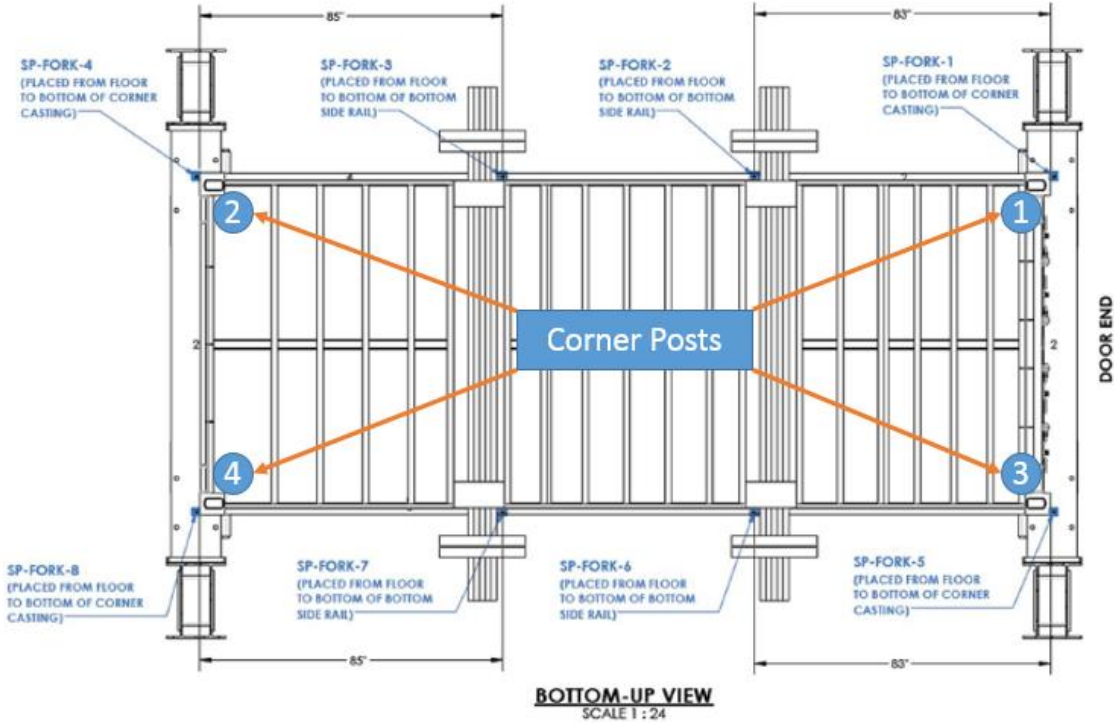 85"
83"
SP-FORK-4
(PLACED FROM FLOOR
TO BOTTOM OF CORNER
CASTING)
SP-FORK-3
(PLACED FROM FLOOR
TO BOTTOM OF BOTTOM
SIDE RAIL)
SP-FORK-2
(PLACED FROM FLOOR
TO BOTTOM OF BOTTOM
SIDE RAIL)
SP-FORK-1
(PLACED FROM FLOOR
TO BOTTOM OF CORNER
CASTING)
2
1
2
Corner Posts
2
DOOR END
4
3
SP-FORK-8
(PLACED FROM FLOOR
TO BOTTOM OF CORNER
CASTING)
SP-FORK-7
(PLACED FROM FLOOR
TO BOTTOM OF BOTTOM
SIDE RAIL)
SP-FORK-6
(PLACED FROM FLOOR
TO BOTTOM OF BOTTOM
SIDE RAIL)
SP-FORK-5
(PLACED FROM FLOOR
TO BOTTOM OF CORNER
CASTING)
85"
83"
BOTTOM-UP VIEW
SCALE 1 : 24